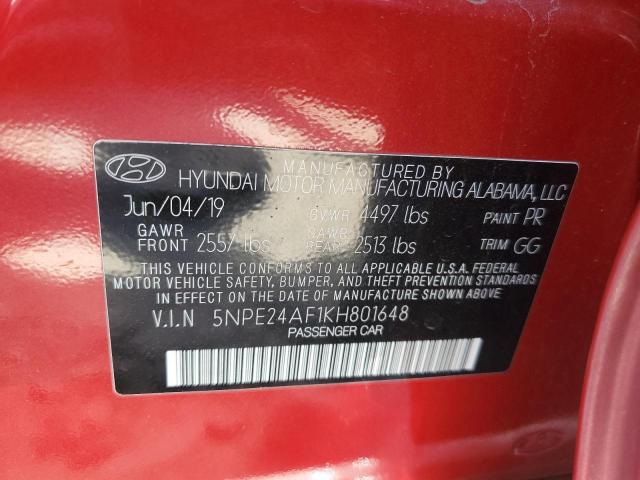 MANUFACTURED BY
HYUNDAI MOTOR MANUFACTURING ALABAMA, LLC
Jun/04/19 GVWR 4497 lbs PAINT PR
GAWR FRONT 2557 lbs GAWR REAR 2513 lbs TRIM GG
THIS VEHICLE CONFORMS TO ALL APPLICABLE U.S.A. FEDERAL
MOTOR VEHICLE SAFETY, BUMPER, AND THEFT PREVENTION
STANDARDS IN EFFECT ON THE DATE OF MANUFACTURE SHOWN ABOVE.
V.I.N 5NPE24AF1KH801648
PASSENGER CAR